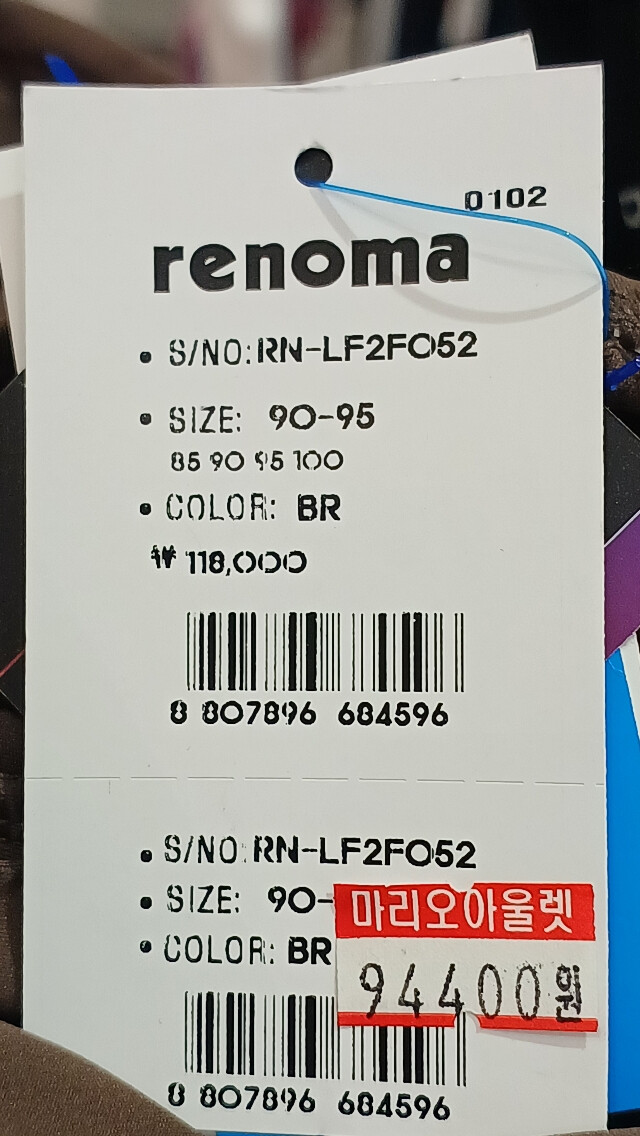 0102
renoma
• S/NO: RN-LF2FO52
• SIZE: 90-95
85 90 95 100
• COLOR: BR
₩ 118,000
8 807896 684596
• S/NO: RN-LF2FO52
• SIZE: 90-
마리오아울렛
• COLOR: BR
94400원
8 807896 684596